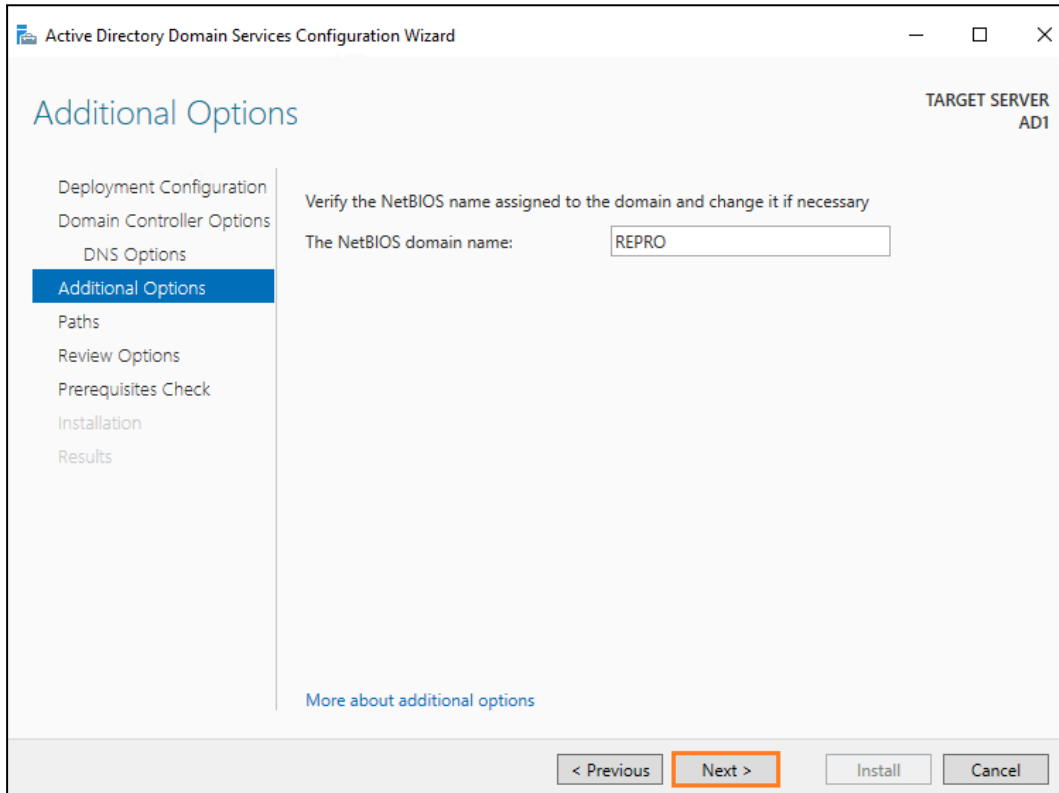 Active Directory Domain Services Configuration Wizard
Additional Options
TARGET SERVER
AD1
Deployment Configuration
Domain Controller Options
DNS Options
Additional Options
Paths
Review Options
Prerequisites Check
Installation
Results
Verify the NetBIOS name assigned to the domain and change it if necessary
The NetBIOS domain name: REPRO
More about additional options
< Previous Next > Install Cancel